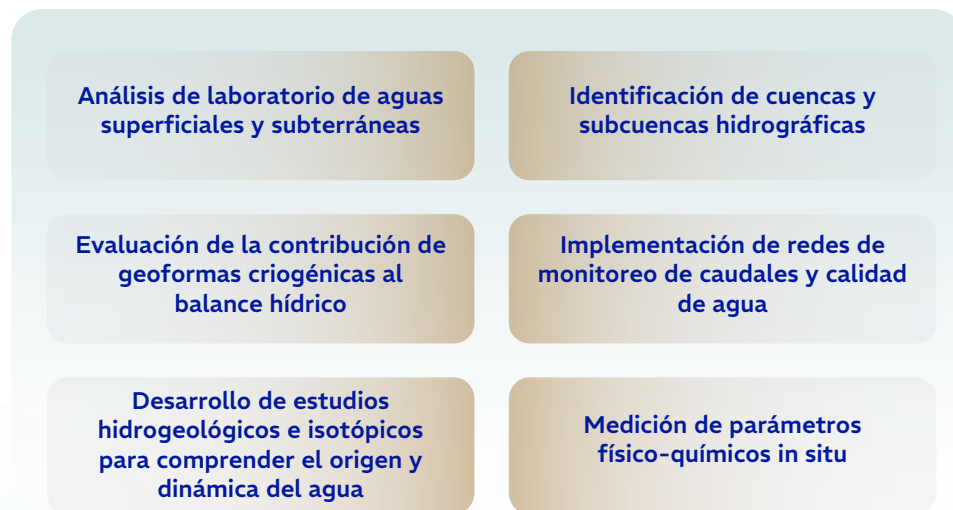 Análisis de laboratorio de aguas
superficiales y subterráneas
Identificación de cuencas y
subcuencas hidrográficas
Evaluación de la contribución de
geoformas criogénicas al
balance hídrico
Implementación de redes de
monitoreo de caudales y calidad
de agua
Desarrollo de estudios
hidrogeológicos e isotópicos
para comprender el origen y
dinámica del agua
Medición de parámetros
físico-químicos in situ